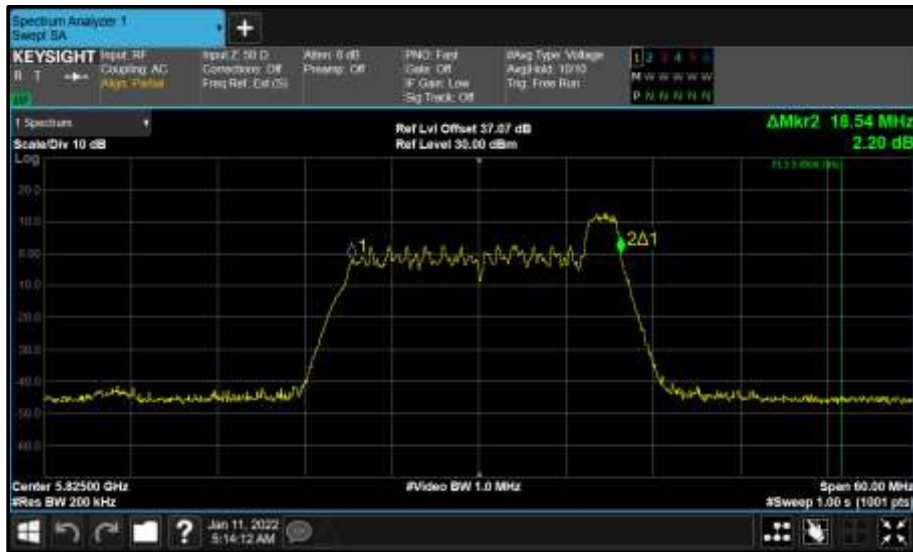 Spectrum Analyzer 1
Swept SA
+
KEYSIGHT
R T
Input: RF
Coupling: AC
Align: Partial
Input Z: 50 Ω
Corrections: Off
Freq Ref: Ext (S)
Atten: 6 dB
Preamp: Off
PNO: Fast
Gate: Off
IF Gain: Low
Sig Track: Off
#Avg Type: Voltage
Avg|Hold: 10/10
Trig: Free Run
1 2 3 4 5 6
M W W W W W
P N N N N N
1 Spectrum
Scale/Div 10 dB
Log
Ref Lvl Offset 37.07 dB
Ref Level 30.00 dBm
ΔMkr2 18.54 MHz
2.20 dB
20.0
10.0
0.00
-10.0
-20.0
-30.0
-40.0
-50.0
-60.0
1
2Δ1
Center 5.82500 GHz
#Res BW 200 kHz
#Video BW 1.0 MHz
Span 60.00 MHz
#Sweep 1.00 s (1001 pts)
?
Jan 11, 2022
5:14:12 AM